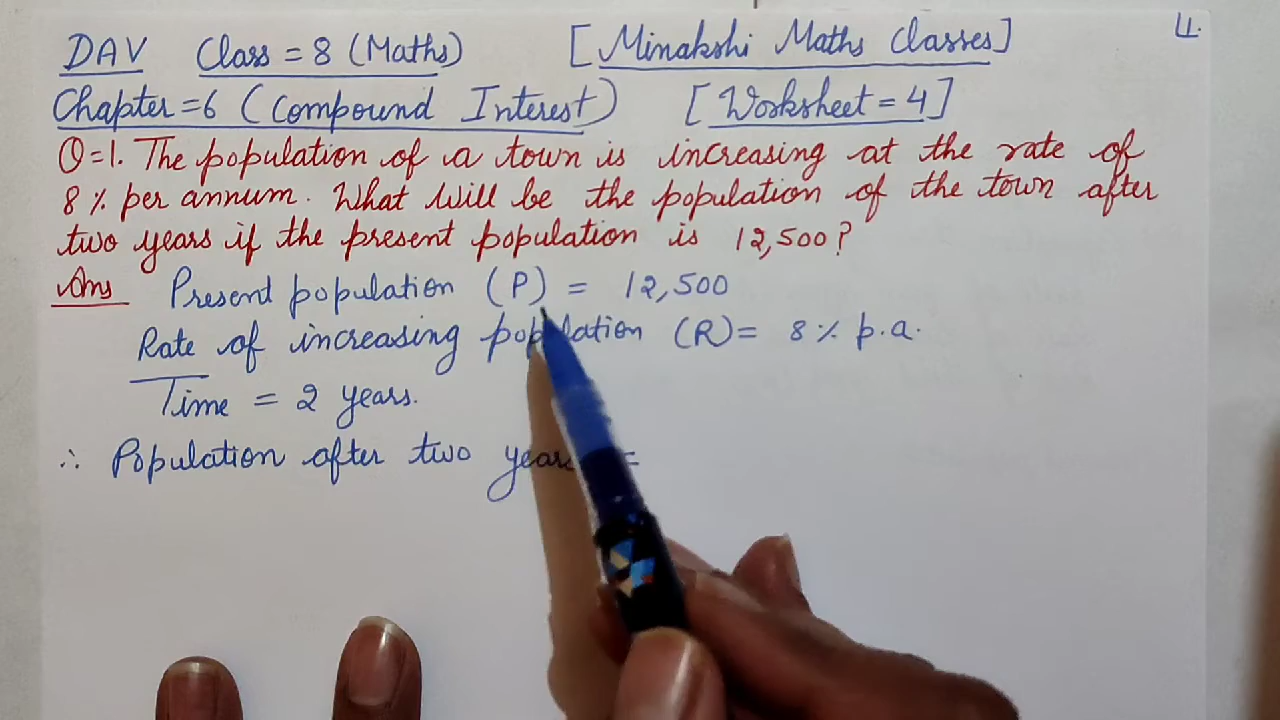 4.
DAV Class = 8 (Maths) [Minakshi Maths Classes]
Chapter = 6 (Compound Interest) [Worksheet = 4]
Q=1. The population of a town is increasing at the rate of
8 % per annum. What will be the population of the town after
two years if the present population is 12,500?
Ans Present population (P) = 12,500
Rate of increasing population (R) = 8 % p.a.
Time = 2 years.
∴ Population after two years =